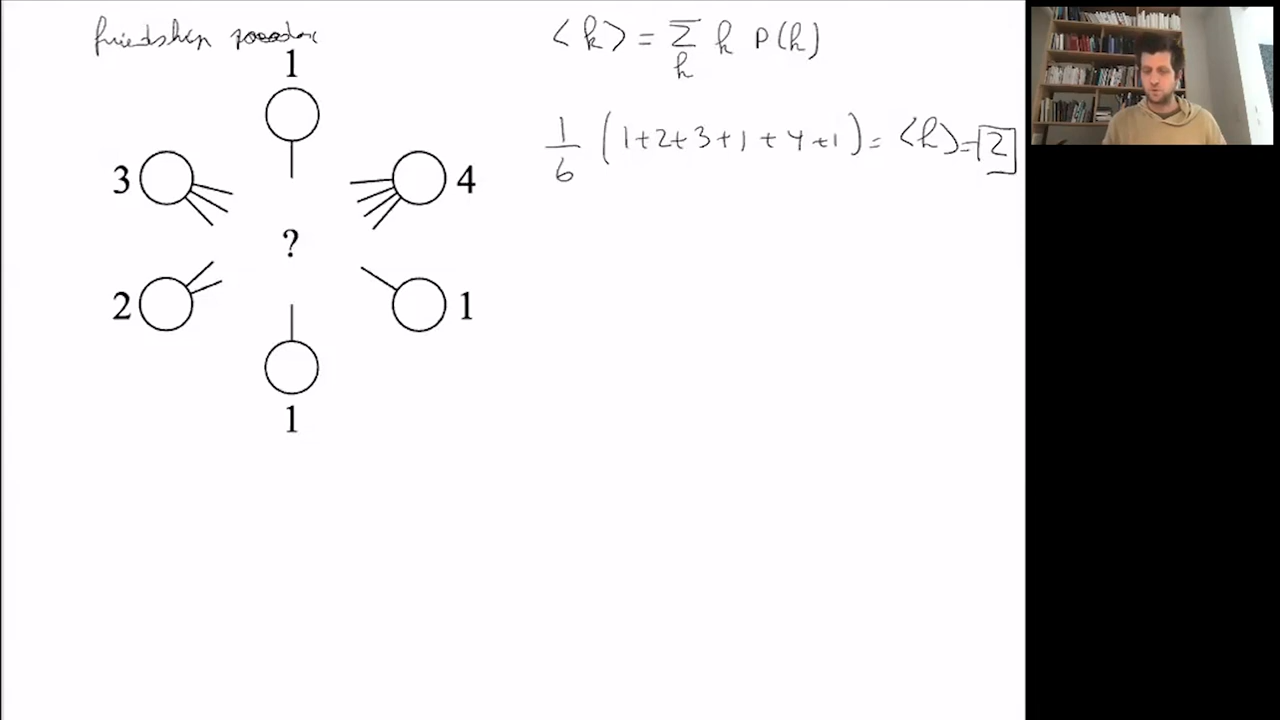 friendship paradox
⟨k⟩ = Σ k P(k)
k
1/6 (1+2+3+1+4+1) = ⟨k⟩ = 2
1
3
4
?
2
1
1